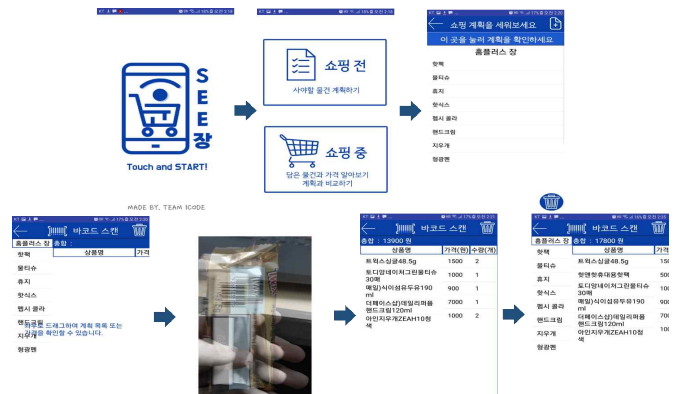 SEE장
Touch and START!
MADE BY. TEAM 1CODE
쇼핑 전
사야할 물건 계획하기
쇼핑 중
담은 물건과 가격 알아보기
계획과 비교하기
쇼핑 계획을 세워보세요
이 곳을 눌러 계획을 확인하세요
홈플러스 장
핫팩
물티슈
휴지
핫식스
펩시 콜라
핸드크림
지우개
형광펜
바코드 스캔
홈플러스 장 총합 :
상품명 가격
핫팩
물티슈
휴지
핫식스
펩시 콜라
핸드크림
좌우로 드래그하여 계획 목록 또는
가격을 확인할 수 있습니다.
지우개
형광펜
바코드 스캔
총합 : 13900 원
상품명 가격(원) 수량(개)
트윅스싱글48.5g 1500 2
토디앙네이처그린물티슈 1000 1
30매
매일)식이섬유두유190 900 1
ml
더페이스샵)데일리퍼퓸 7000 1
핸드크림120ml
아인지우개ZEAH10청 1000 2
색
바코드 스캔
홈플러스 장 총합 : 17800 원
상품명 가격
핫팩
물티슈
휴지
핫식스
펩시 콜라
핸드크림
지우개
형광펜
트윅스싱글48.5g
핫앤핫휴대용핫팩
토디앙네이처그린물티슈
30매
매일)식이섬유두유190
ml
더페이스샵)데일리퍼퓸
핸드크림120ml
아인지우개ZEAH10청
색